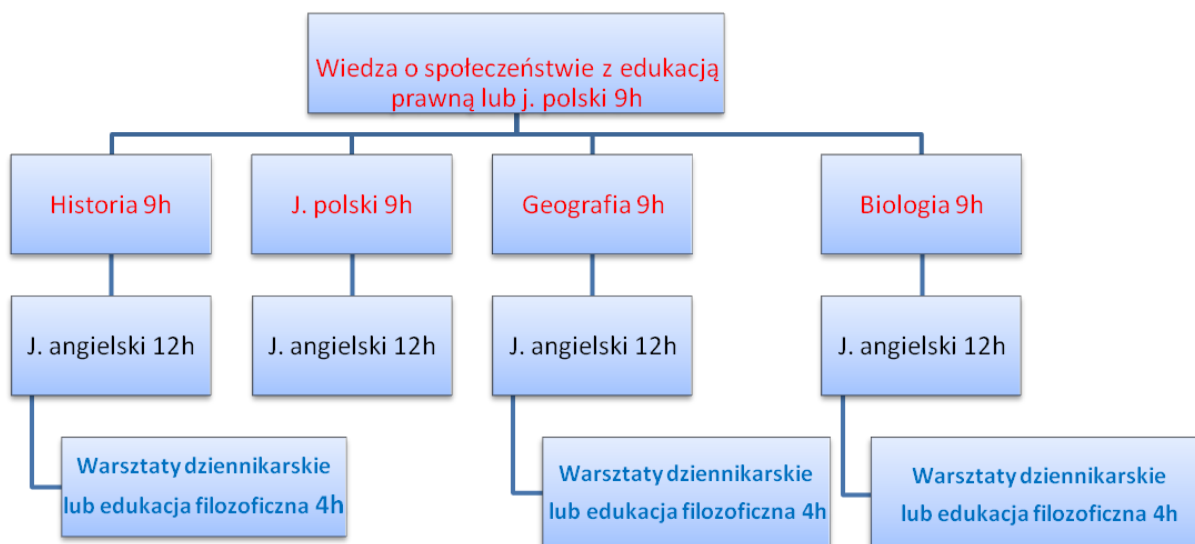 Wiedza o społeczeństwie z edukacją
prawną lub j. polski 9h
Historia 9h
J. polski 9h
Geografia 9h
Biologia 9h
J. angielski 12h
J. angielski 12h
J. angielski 12h
J. angielski 12h
Warsztaty dziennikarskie
lub edukacja filozoficzna 4h
Warsztaty dziennikarskie
lub edukacja filozoficzna 4h
Warsztaty dziennikarskie
lub edukacja filozoficzna 4h